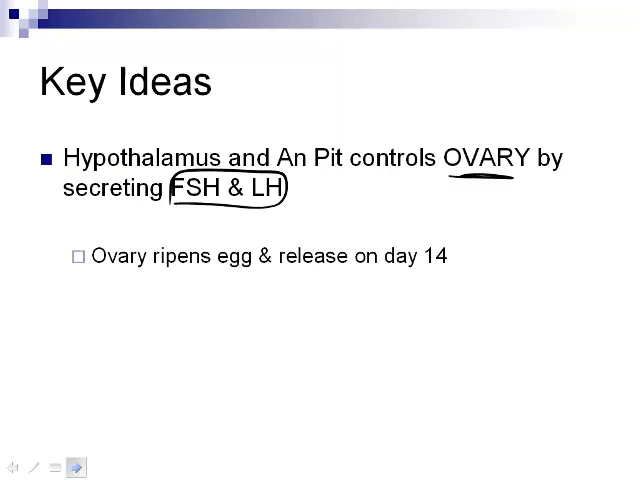 Key Ideas
Hypothalamus and An Pit controls OVARY by
secreting FSH & LH
Ovary ripens egg & release on day 14